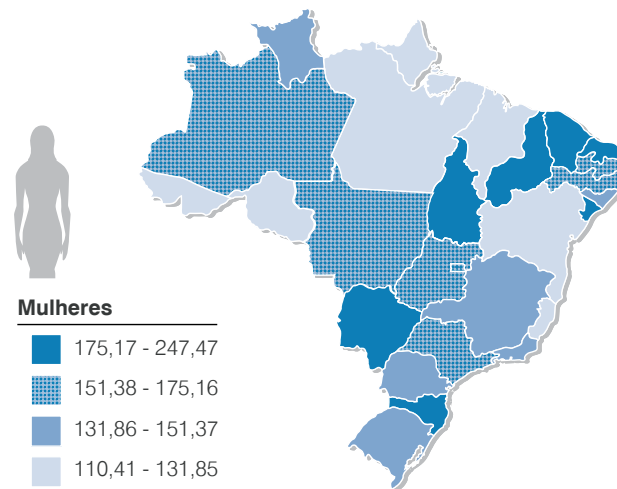 Mulheres
175,17 - 247,47
151,38 - 175,16
131,86 - 151,37
110,41 - 131,85